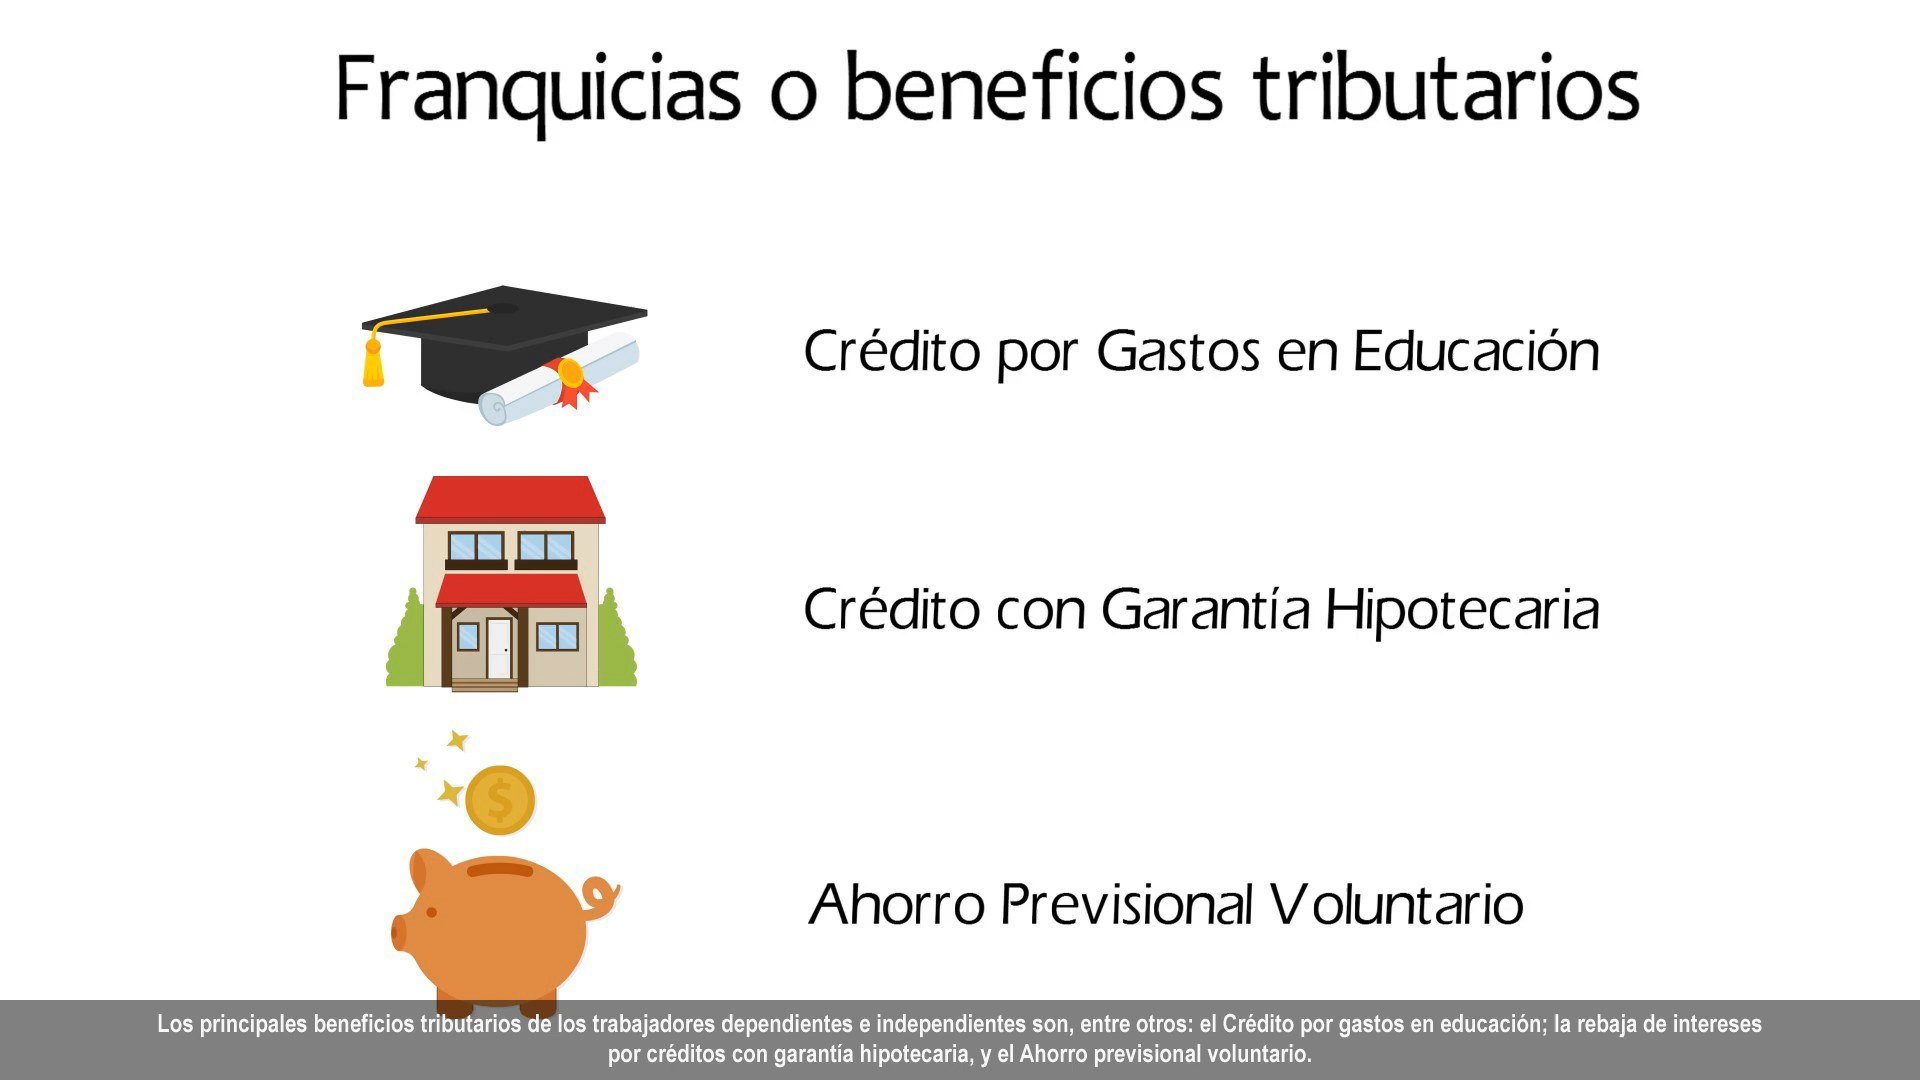 Franquicias o beneficios tributarios
Crédito por Gastos en Educación
Crédito con Garantía Hipotecaria
$
Ahorro Previsional Voluntario
Los principales beneficios tributarios de los trabajadores dependientes e independientes son, entre otros: el Crédito por gastos en educación; la rebaja de intereses
por créditos con garantía hipotecaria, y el Ahorro previsional voluntario.